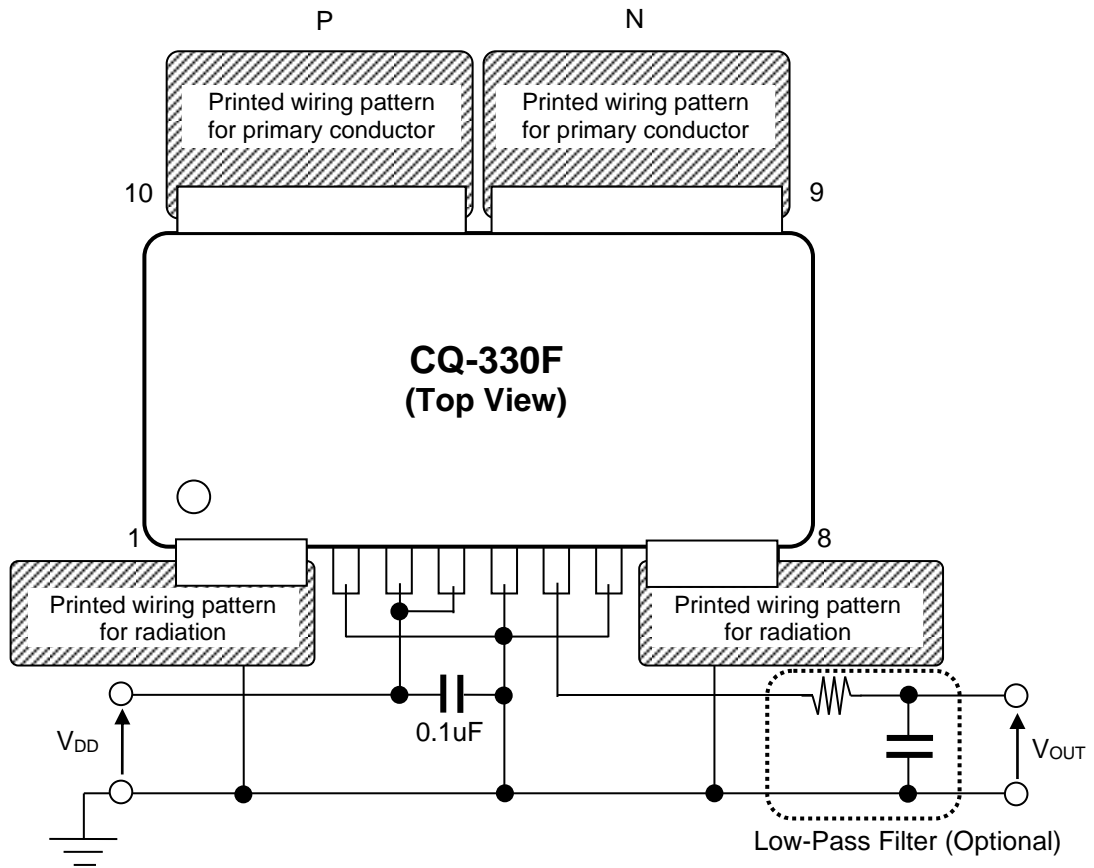 P
N
Printed wiring pattern
for primary conductor
Printed wiring pattern
for primary conductor
10
9
CQ-330F
(Top View)
1
8
Printed wiring pattern
for radiation
Printed wiring pattern
for radiation
0.1uF
VDD
VOUT
Low-Pass Filter (Optional)